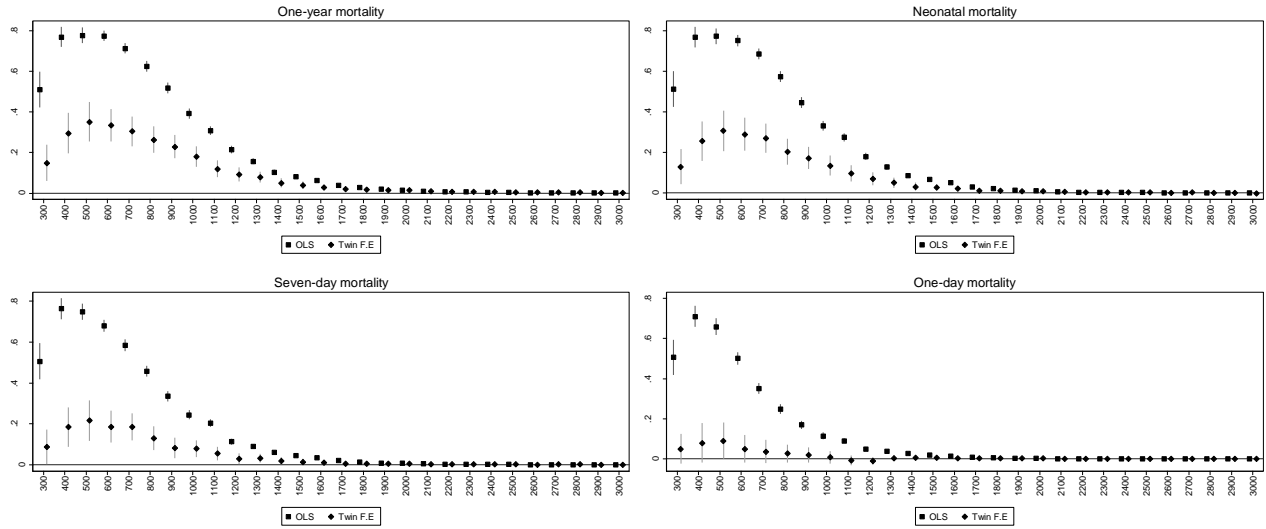 One-year mortality
.8
.6
.4
.2
0
300 400 500 600 700 800 900 1000 1100 1200 1300 1400 1500 1600 1700 1800 1900 2000 2100 2200 2300 2400 2500 2600 2700 2800 2900 3000
OLS Twin F.E
Neonatal mortality
.8
.6
.4
.2
0
300 400 500 600 700 800 900 1000 1100 1200 1300 1400 1500 1600 1700 1800 1900 2000 2100 2200 2300 2400 2500 2600 2700 2800 2900 3000
OLS Twin F.E
Seven-day mortality
.8
.6
.4
.2
0
300 400 500 600 700 800 900 1000 1100 1200 1300 1400 1500 1600 1700 1800 1900 2000 2100 2200 2300 2400 2500 2600 2700 2800 2900 3000
OLS Twin F.E
One-day mortality
.8
.6
.4
.2
0
300 400 500 600 700 800 900 1000 1100 1200 1300 1400 1500 1600 1700 1800 1900 2000 2100 2200 2300 2400 2500 2600 2700 2800 2900 3000
OLS Twin F.E